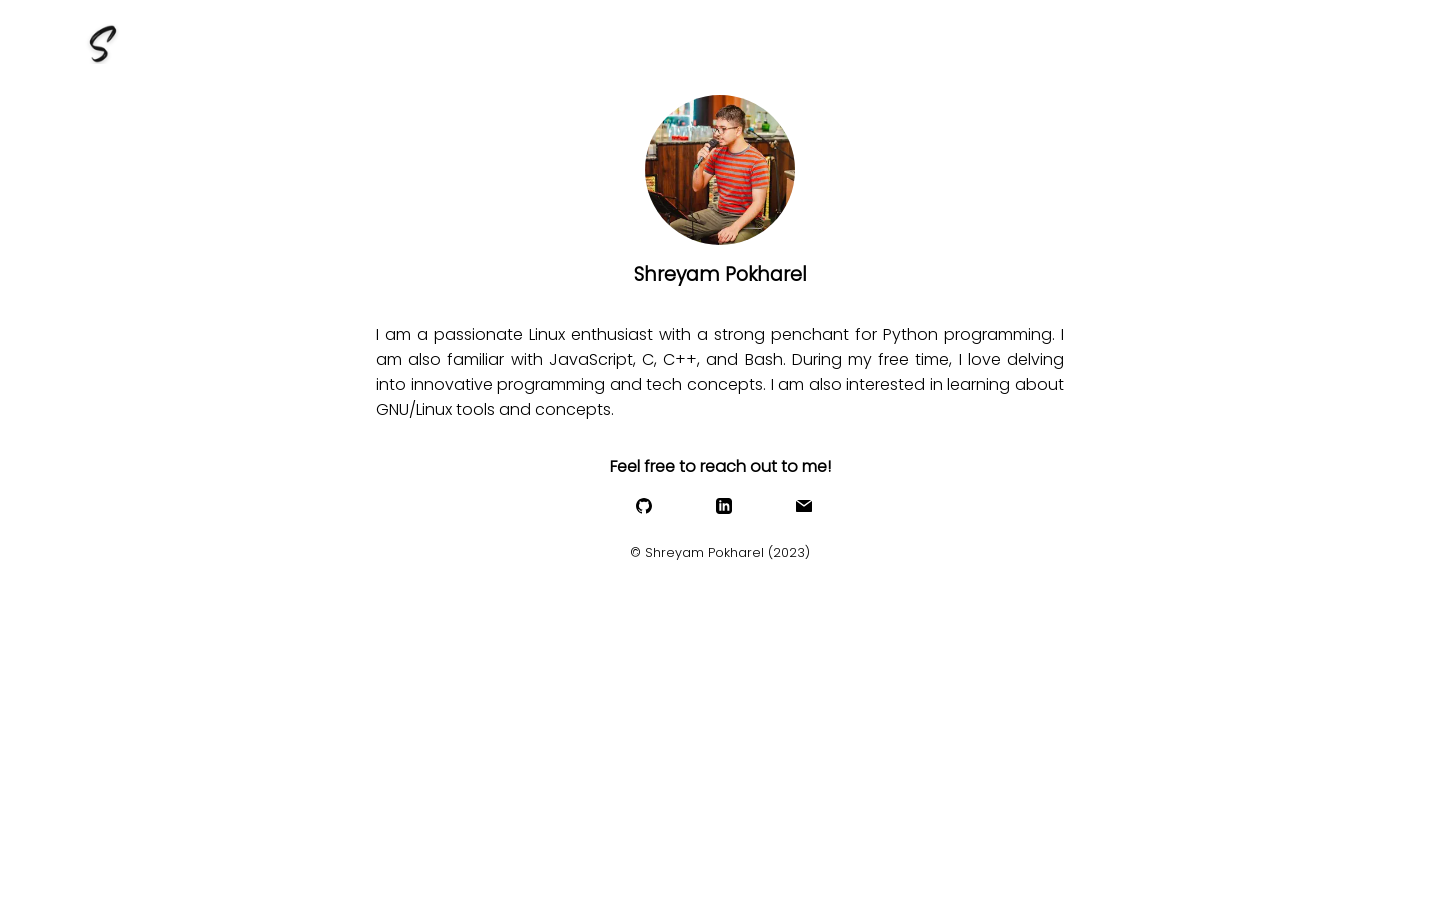 S
Shreyam Pokharel
I am a passionate Linux enthusiast with a strong penchant for Python programming. I
am also familiar with JavaScript, C, C++, and Bash. During my free time, I love delving
into innovative programming and tech concepts. I am also interested in learning about
GNU/Linux tools and concepts.
Feel free to reach out to me!
in
© Shreyam Pokharel (2023)